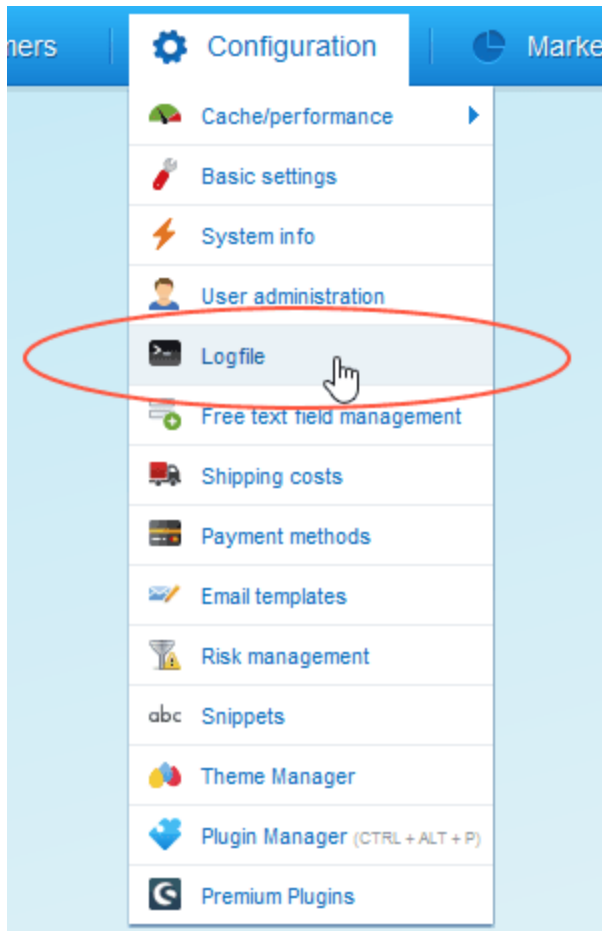 mers Configuration Marke
Cache/performance
Basic settings
System info
User administration
Logfile
Free text field management
Shipping costs
Payment methods
Email templates
Risk management
abc Snippets
Theme Manager
Plugin Manager (CTRL + ALT + P)
Premium Plugins